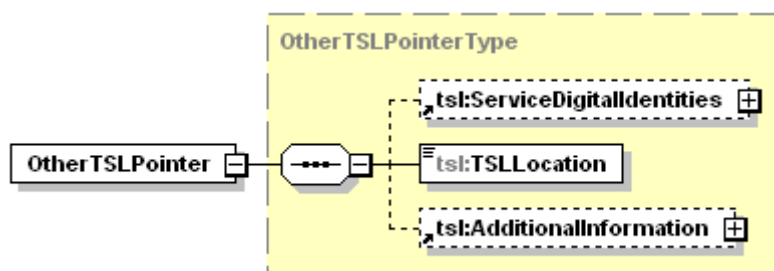 OtherTSLPointerType
tsl:ServiceDigitalIdentities
OtherTSLPointer
tsl:TSLLocation
tsl:AdditionalInformation